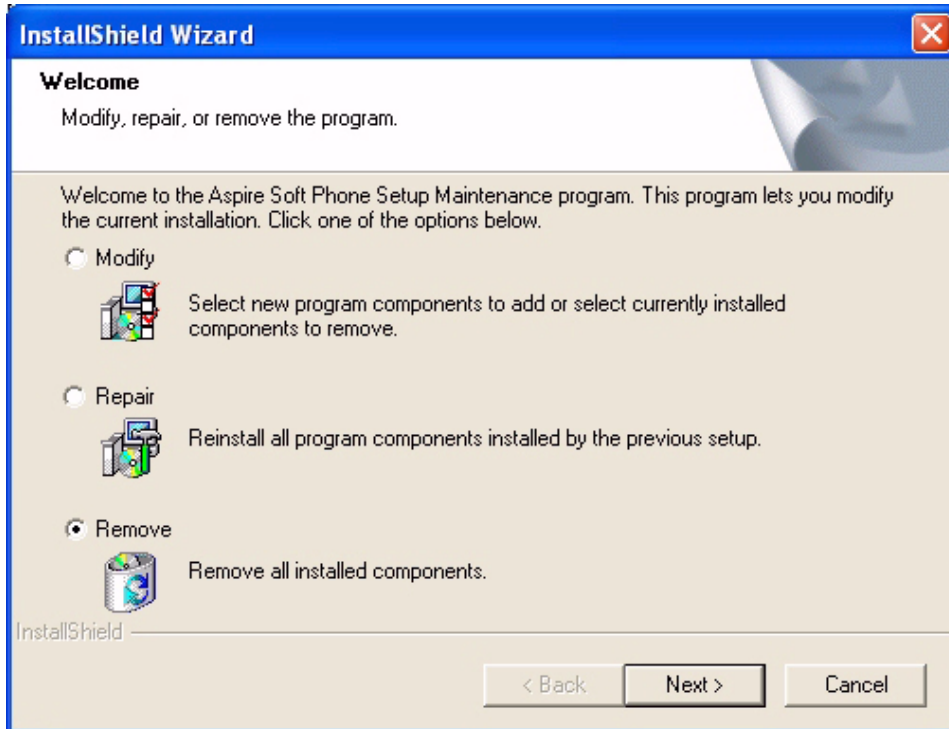 InstallShield Wizard
Welcome
Modify, repair, or remove the program.
Welcome to the Aspire Soft Phone Setup Maintenance program. This program lets you modify
the current installation. Click one of the options below.
Modify
Select new program components to add or select currently installed
components to remove.
Repair
Reinstall all program components installed by the previous setup.
Remove
Remove all installed components.
InstallShield
< Back
Next >
Cancel